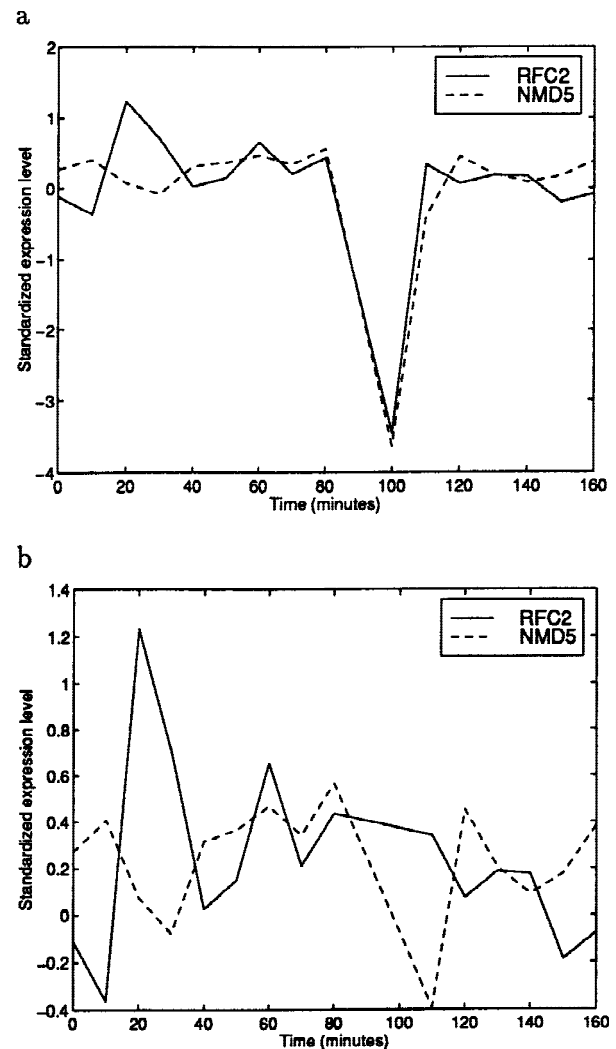 a
2
1
0
−1
−2
−3
−4
Standardized expression level
RFC2
NMD5
0 20 40 60 80 100 120 140 160
Time (minutes)
b
1.4
1.2
1
0.8
0.6
0.4
0.2
0
-0.2
-0.4
Standardized expression level
RFC2
NMD5
0 20 40 60 80 100 120 140 160
Time (minutes)